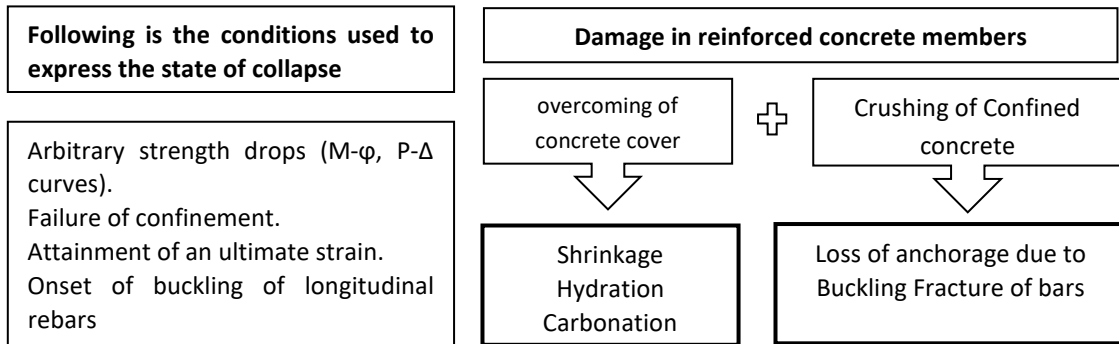 Following is the conditions used to
express the state of collapse
Arbitrary strength drops (M-φ, P-Δ
curves).
Failure of confinement.
Attainment of an ultimate strain.
Onset of buckling of longitudinal
rebars
Damage in reinforced concrete members
overcoming of
concrete cover
Crushing of Confined
concrete
Shrinkage
Hydration
Carbonation
Loss of anchorage due to
Buckling Fracture of bars